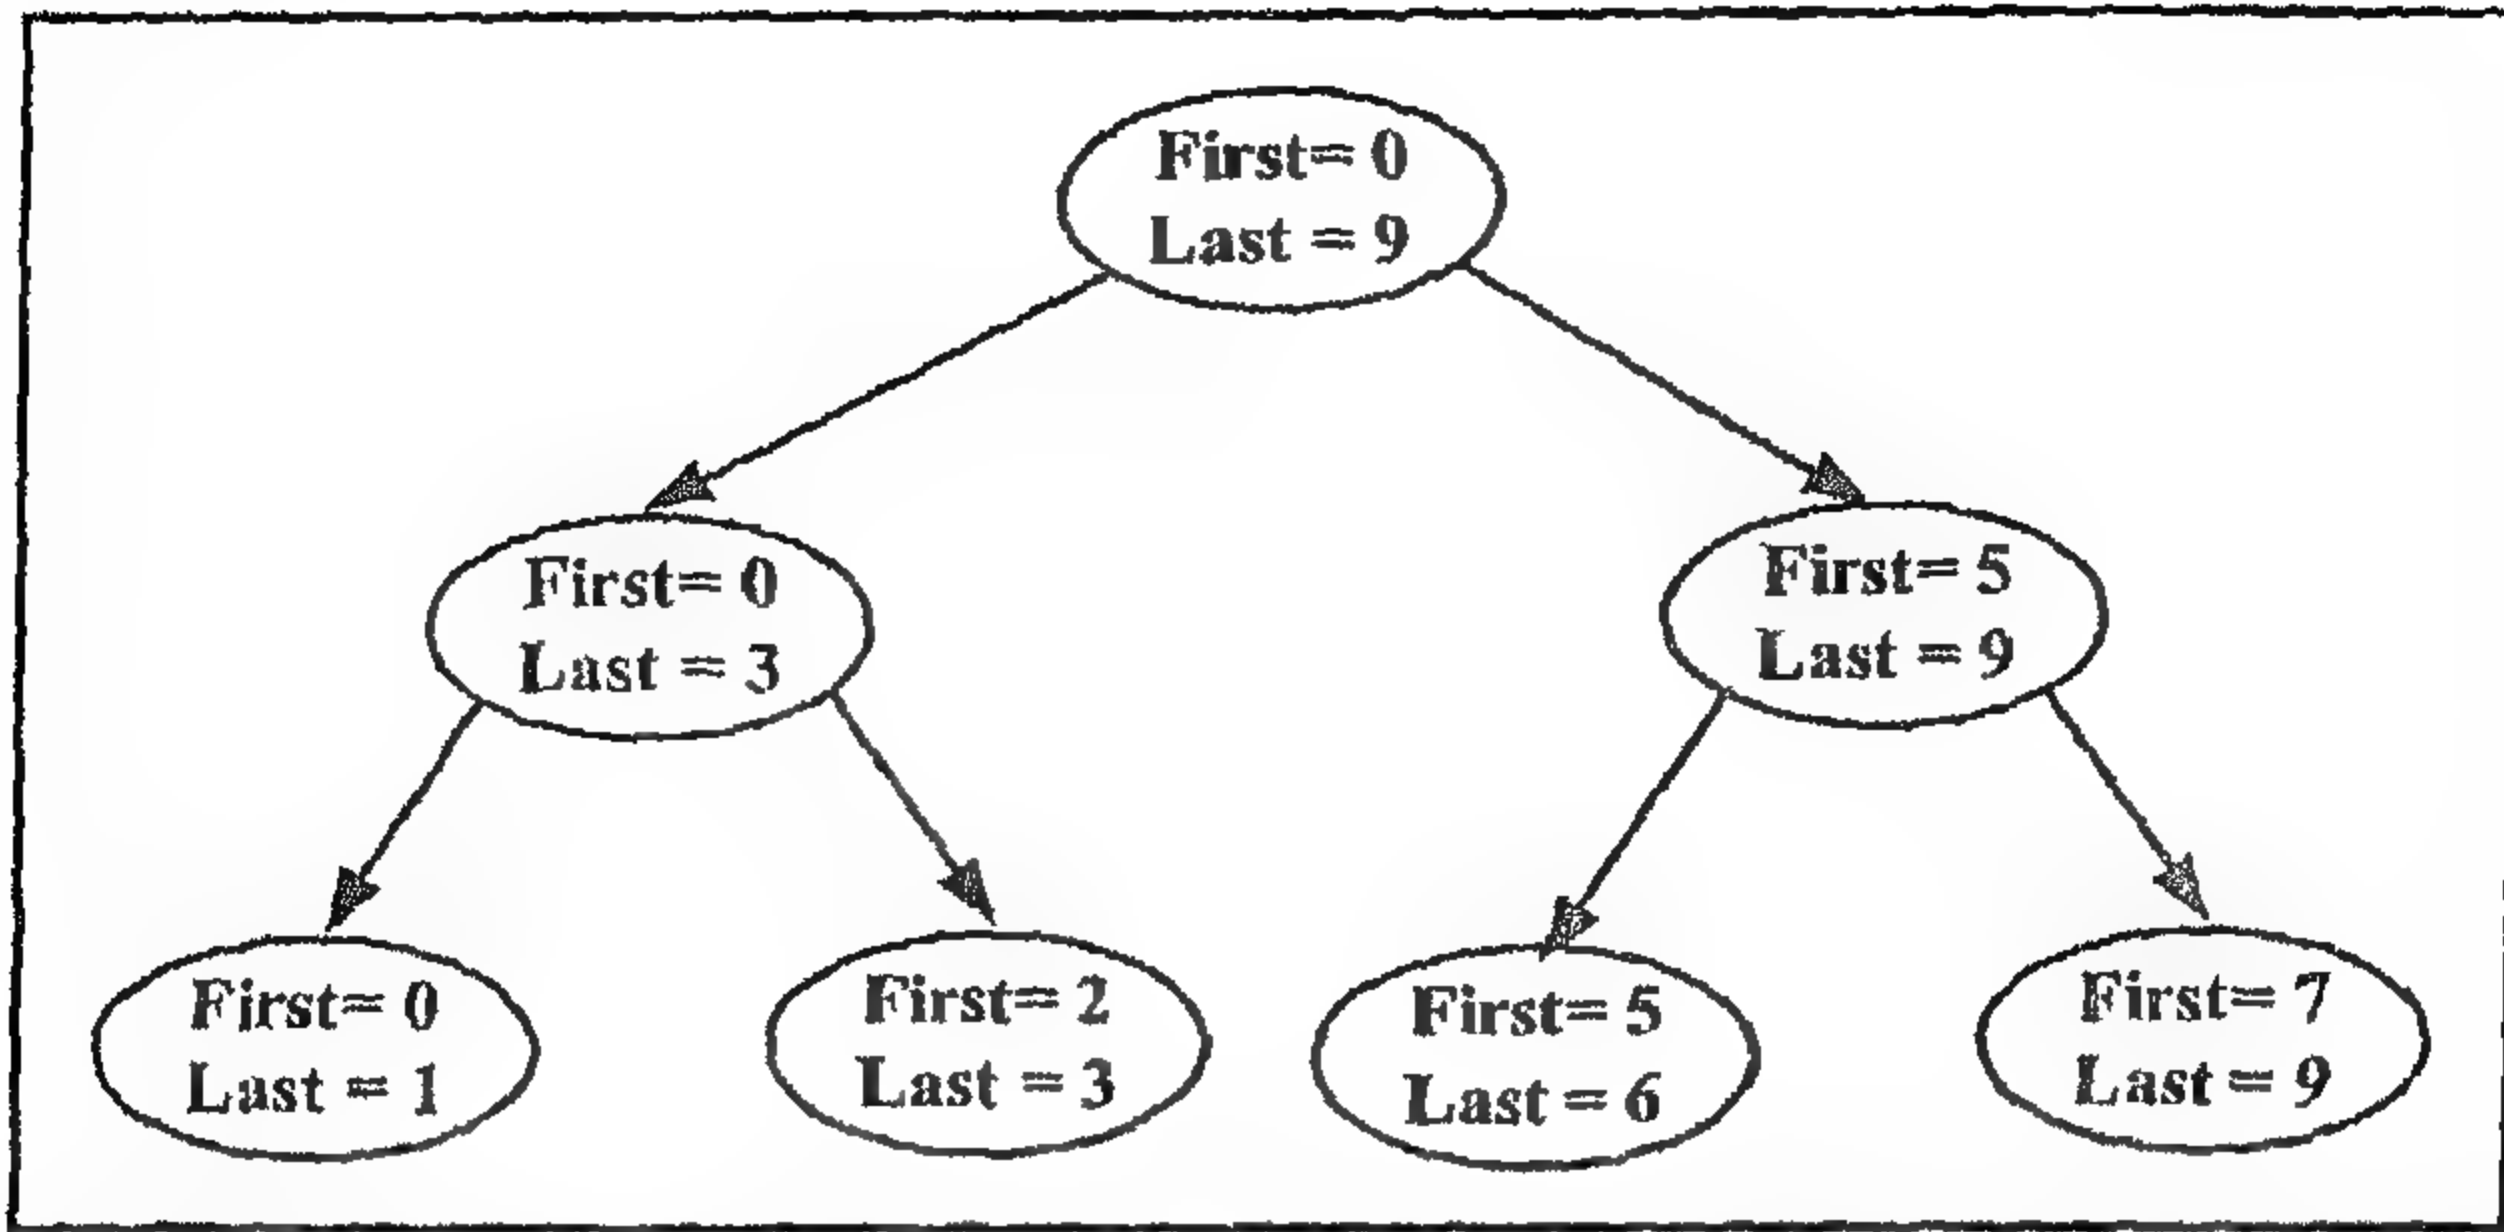 First= 0
Last = 9
First= 0
Last = 3
First= 5
Last = 9
First= 0
Last = 1
First= 2
Last = 3
First= 5
Last = 6
First= 7
Last = 9